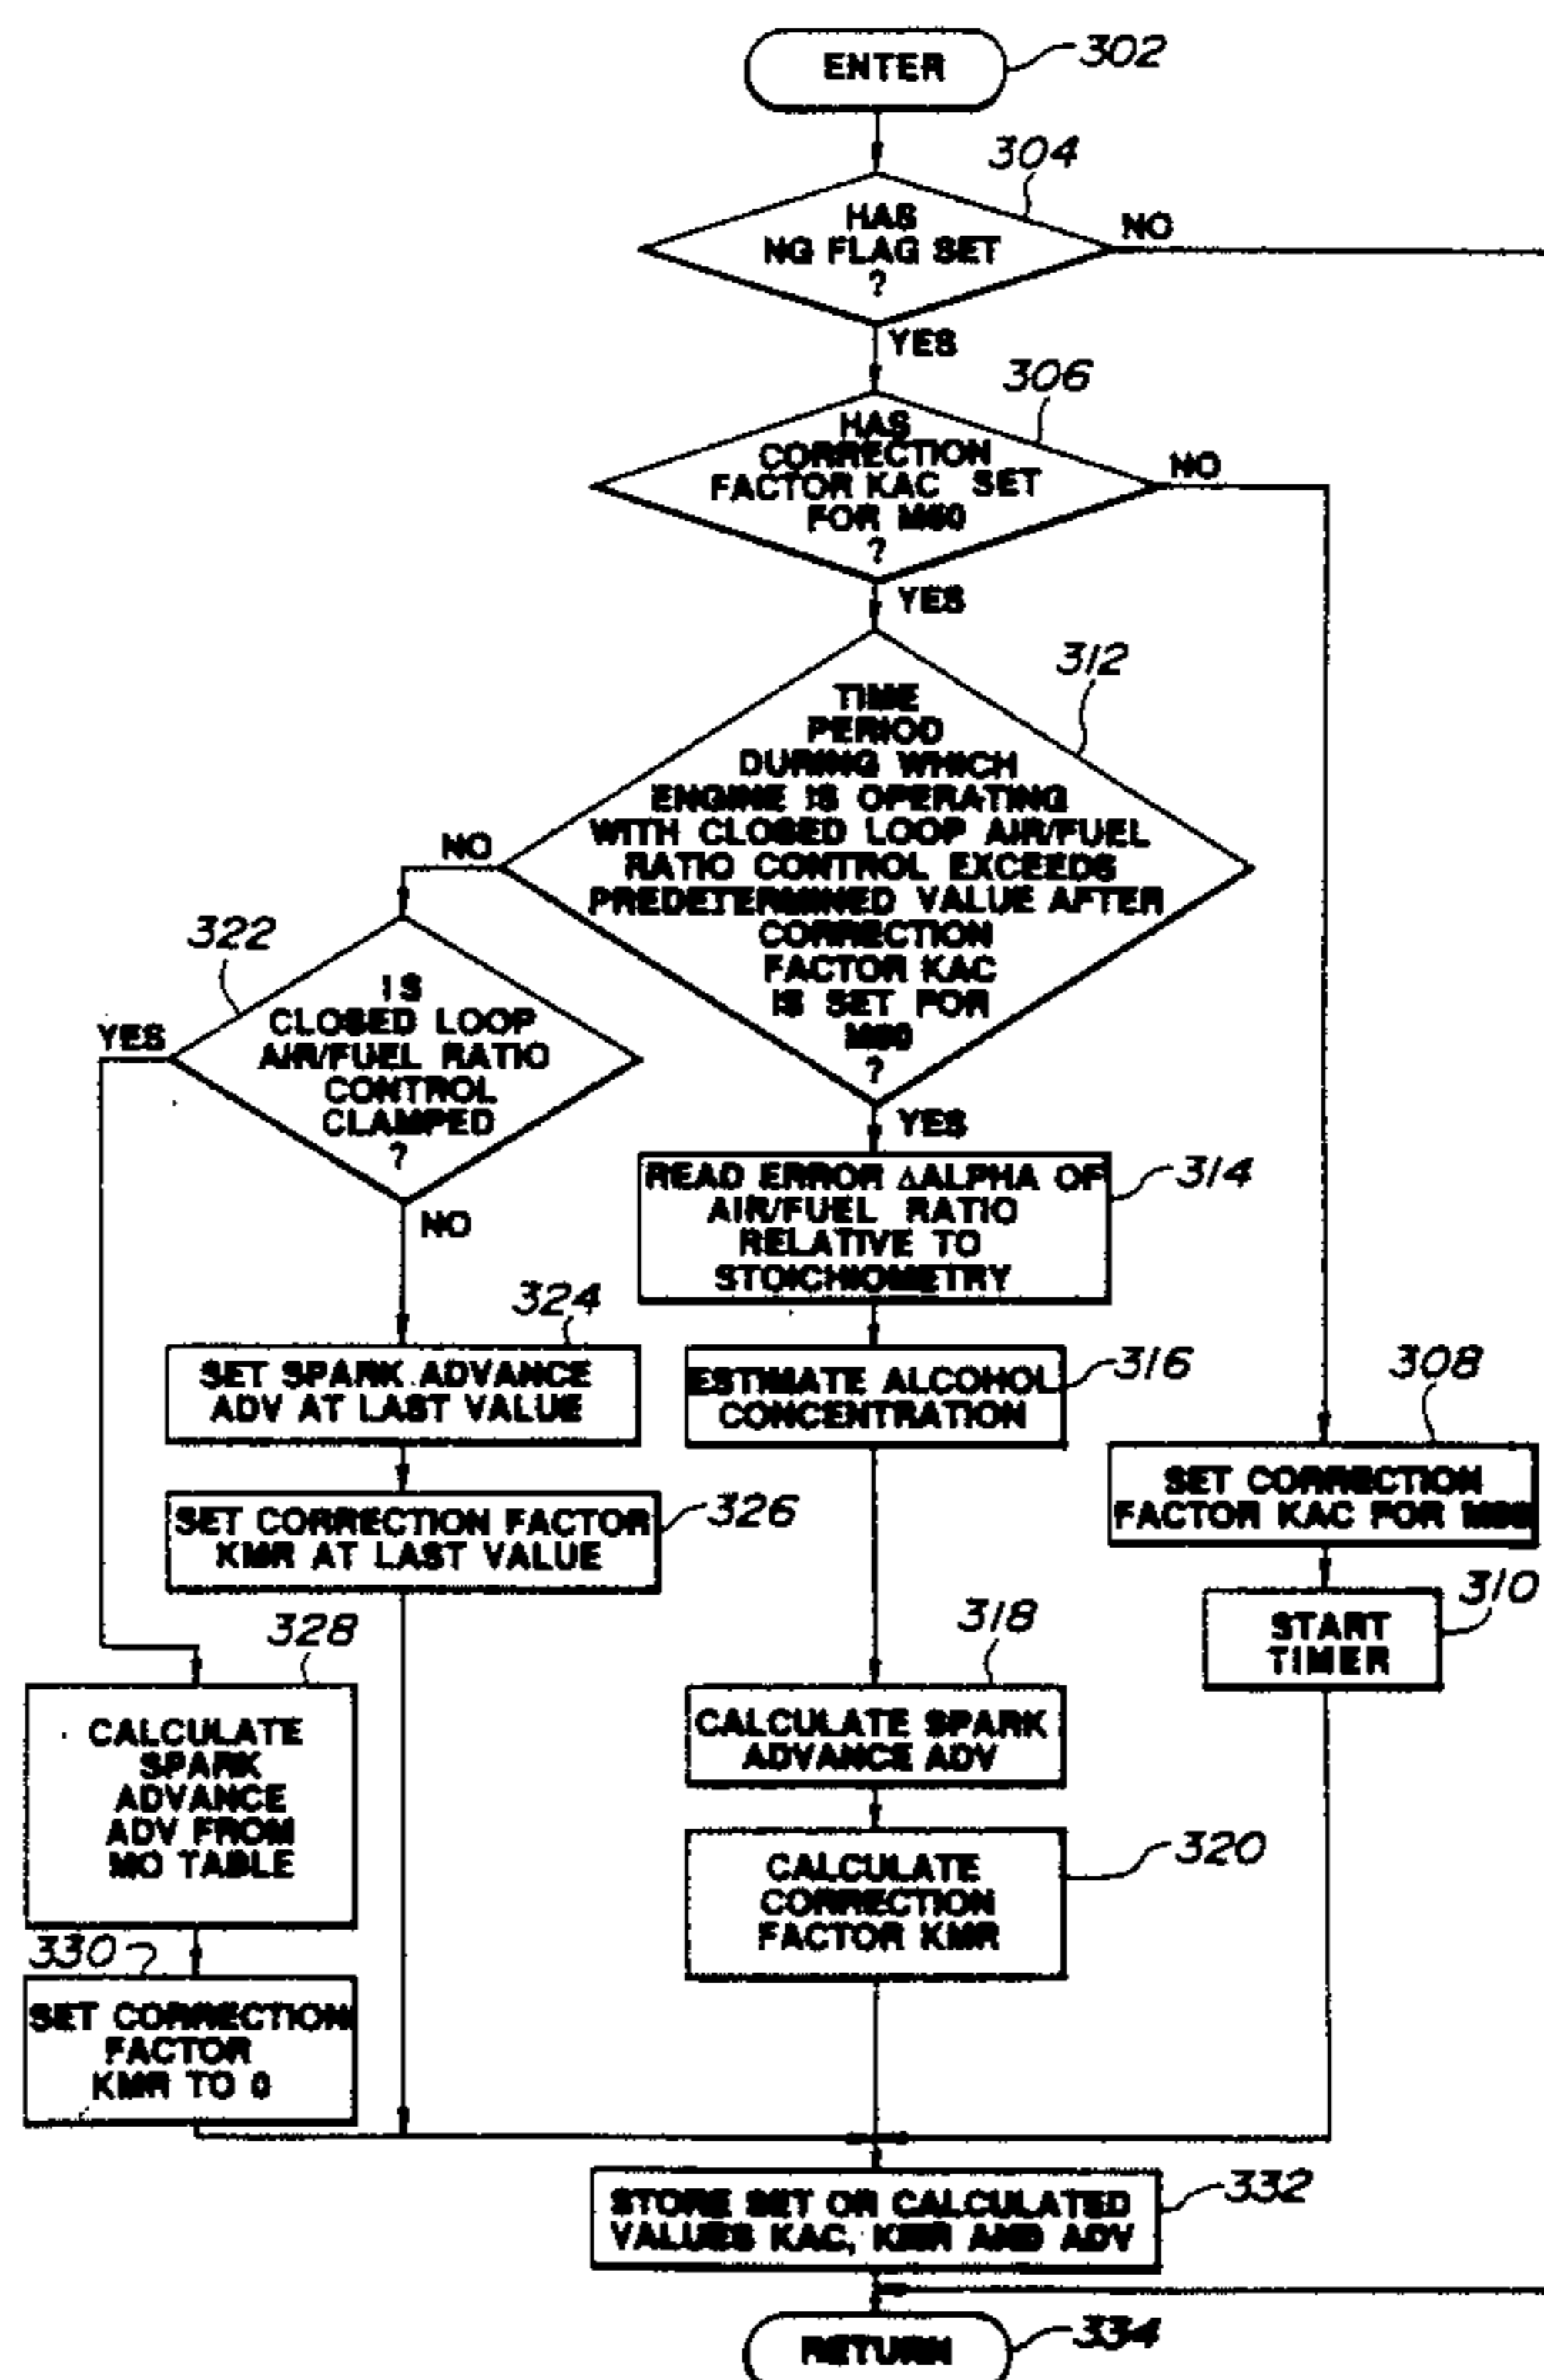 ENTER
302
304
HAS
NG FLAG SET
?
NO
YES
306
HAS
CORRECTION
FACTOR KAC SET
FOR
?
NO
YES
312
TIME
PERIOD
DURING WHICH
ENGINE IS OPERATING
WITH CLOSED LOOP AIR/FUEL
RATIO CONTROL EXCEEDS
PREDETERMINED VALUE AFTER
CORRECTION
FACTOR KAC
IS SET FOR
?
NO
YES
322
IS
CLOSED LOOP
AIR/FUEL RATIO
CONTROL
CLAMPED
?
YES
NO
314
READ ERROR ΔALPHA OF
AIR/FUEL RATIO
RELATIVE TO
STOICHIOMETRY
324
SET SPARK ADVANCE
ADV AT LAST VALUE
316
ESTIMATE ALCOHOL
CONCENTRATION
308
SET CORRECTION
FACTOR KAC FOR
326
SET CORRECTION FACTOR
KMR AT LAST VALUE
310
START
TIMER
328
CALCULATE
SPARK
ADVANCE
ADV FROM
MO TABLE
318
CALCULATE SPARK
ADVANCE ADV
320
CALCULATE
CORRECTION
FACTOR KMR
330
SET CORRECTION
FACTOR
KMR TO 0
332
STORE SET OR CALCULATED
VALUES KAC, KMR AND ADV
RETURN
334